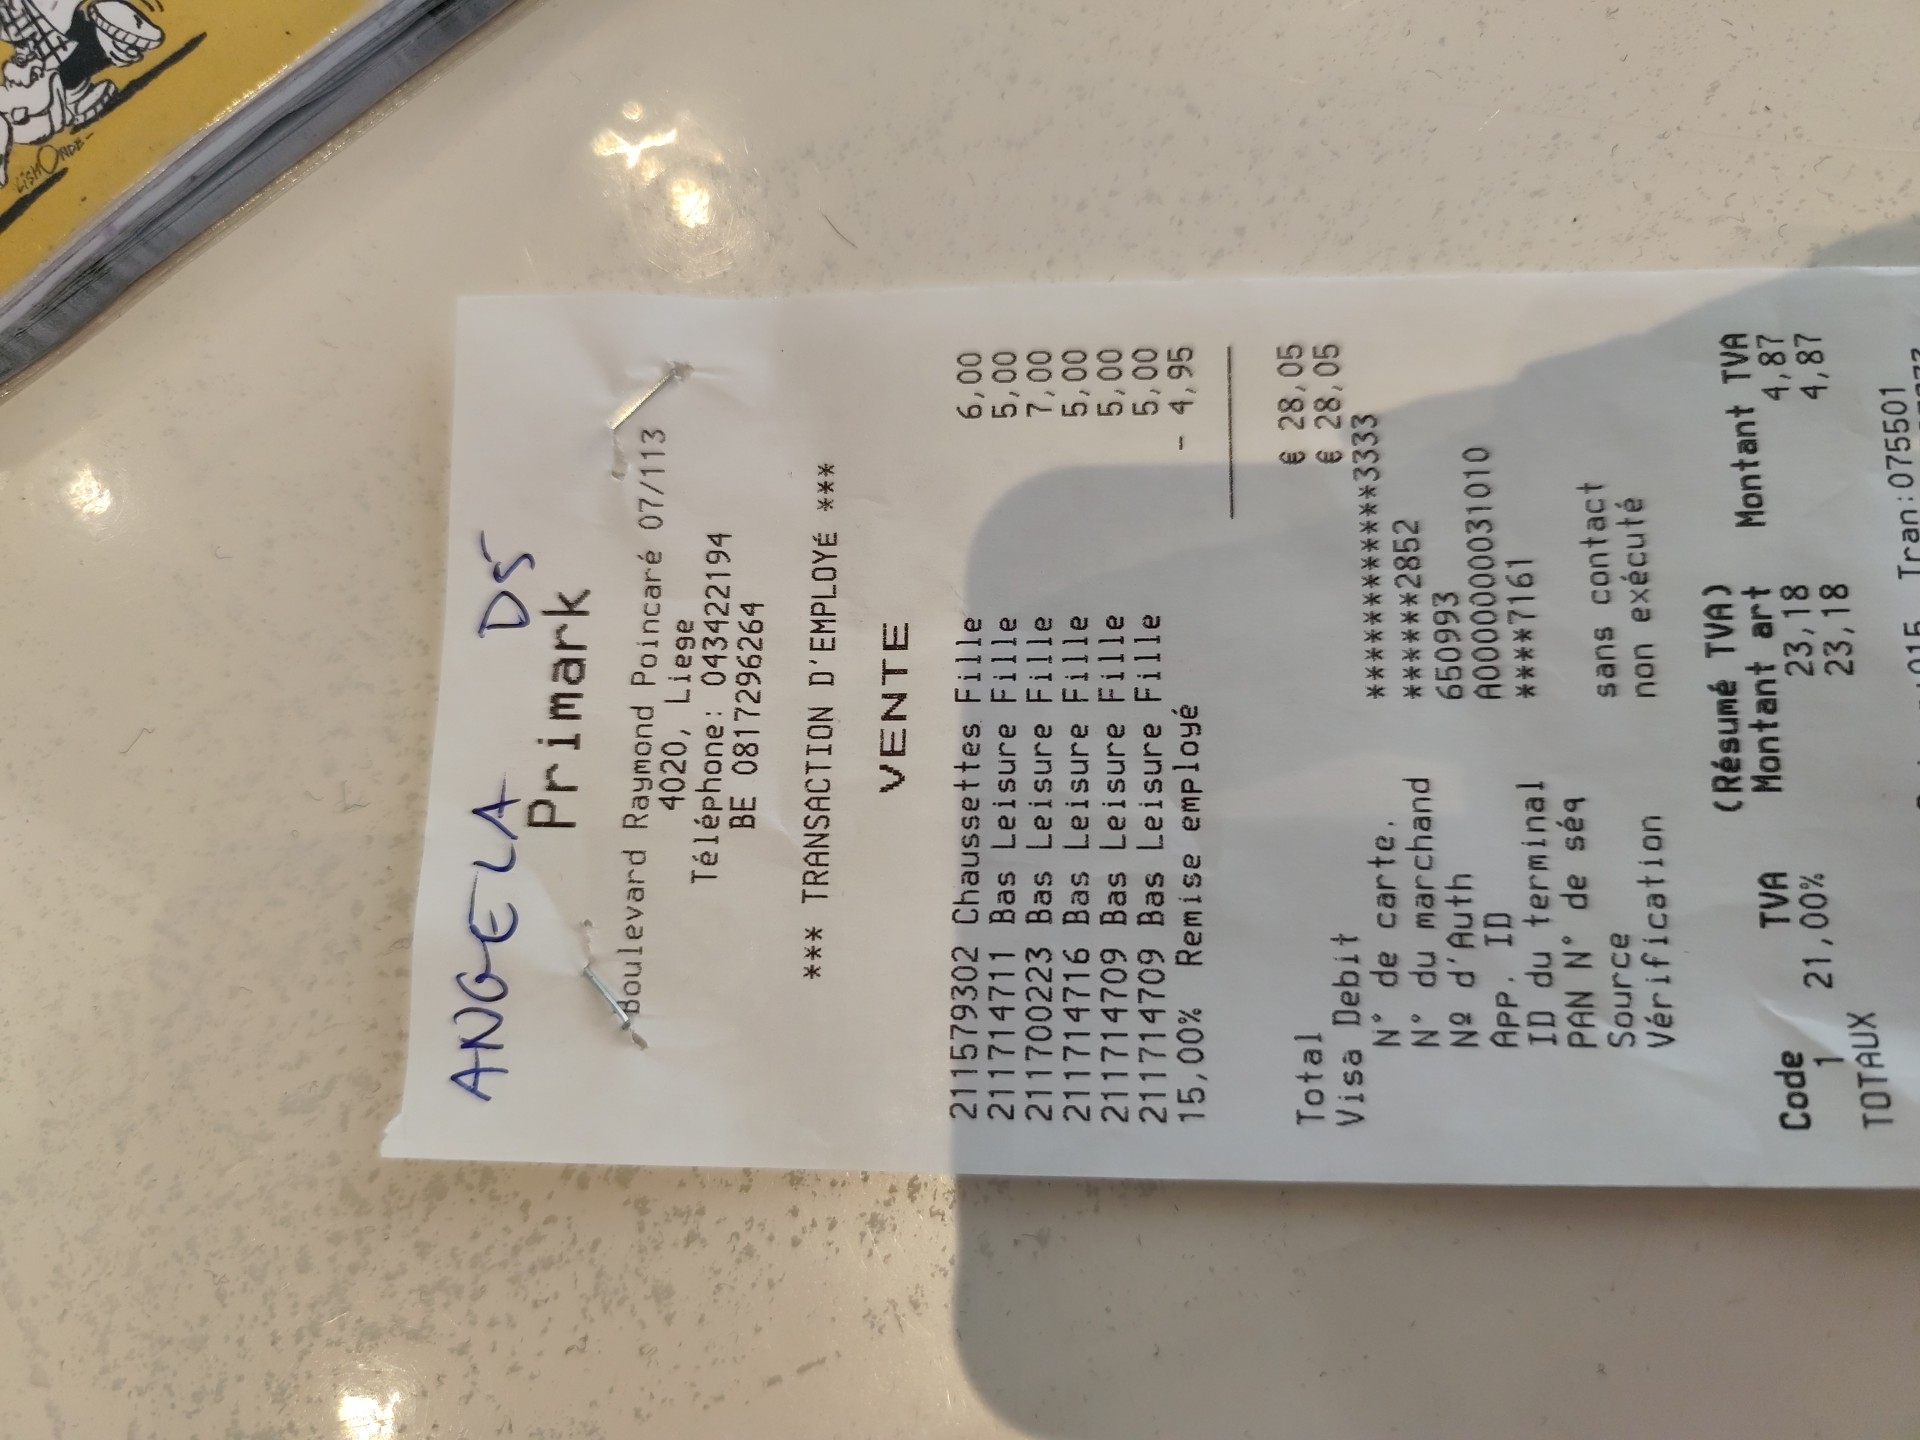 LISHOADE
ANGELA D5
Primark
Boulevard Raymond Poincaré 07/113
4020, Liege
Téléphone: 043422194
BE 0817296264
*** TRANSACTION D'EMPLOYÉ ***
VENTE
211579302 Chaussettes Fille 6,00
211714711 Bas Leisure Fille 5,00
211700223 Bas Leisure Fille 7,00
211714716 Bas Leisure Fille 5,00
211714709 Bas Leisure Fille 5,00
211714709 Bas Leisure Fille 5,00
15,00% Remise employé - 4,95
Total € 28,05
Visa Debit € 28,05
N° de carte. ***************3333
N° du marchand ******2852
Nº d'Auth 650993
APP. ID A0000000031010
ID du terminal ****7161
PAN N° de séq
Source sans contact
Vérification non exécuté
(Résumé TVA)
Code TVA Montant art Montant TVA
1 21,00% 23,18 4,87
TOTAUX 23,18 4,87
Tran:075501